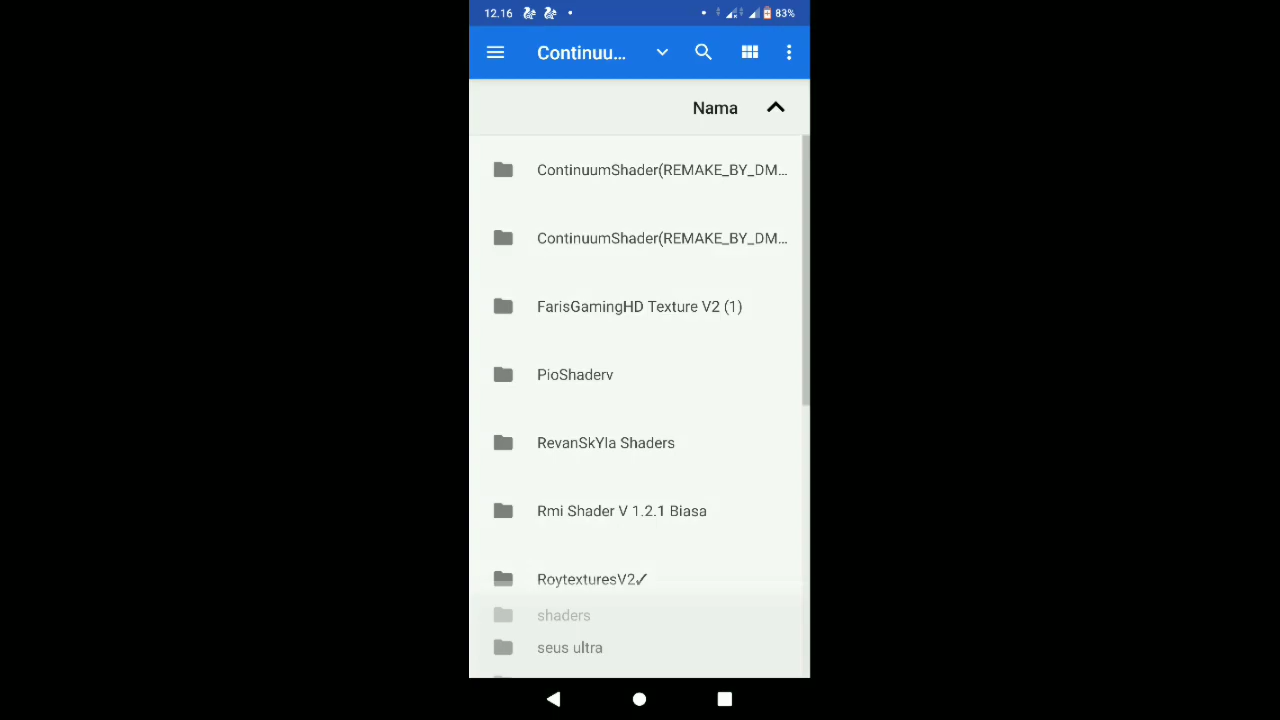 12.16
83%
Continuu...
Nama
ContinuumShader(REMAKE_BY_DM...
ContinuumShader(REMAKE_BY_DM...
FarisGamingHD Texture V2 (1)
PioShaderv
RevanSkYIa Shaders
Rmi Shader V 1.2.1 Biasa
RoytexturesV2✓
shaders
seus ultra